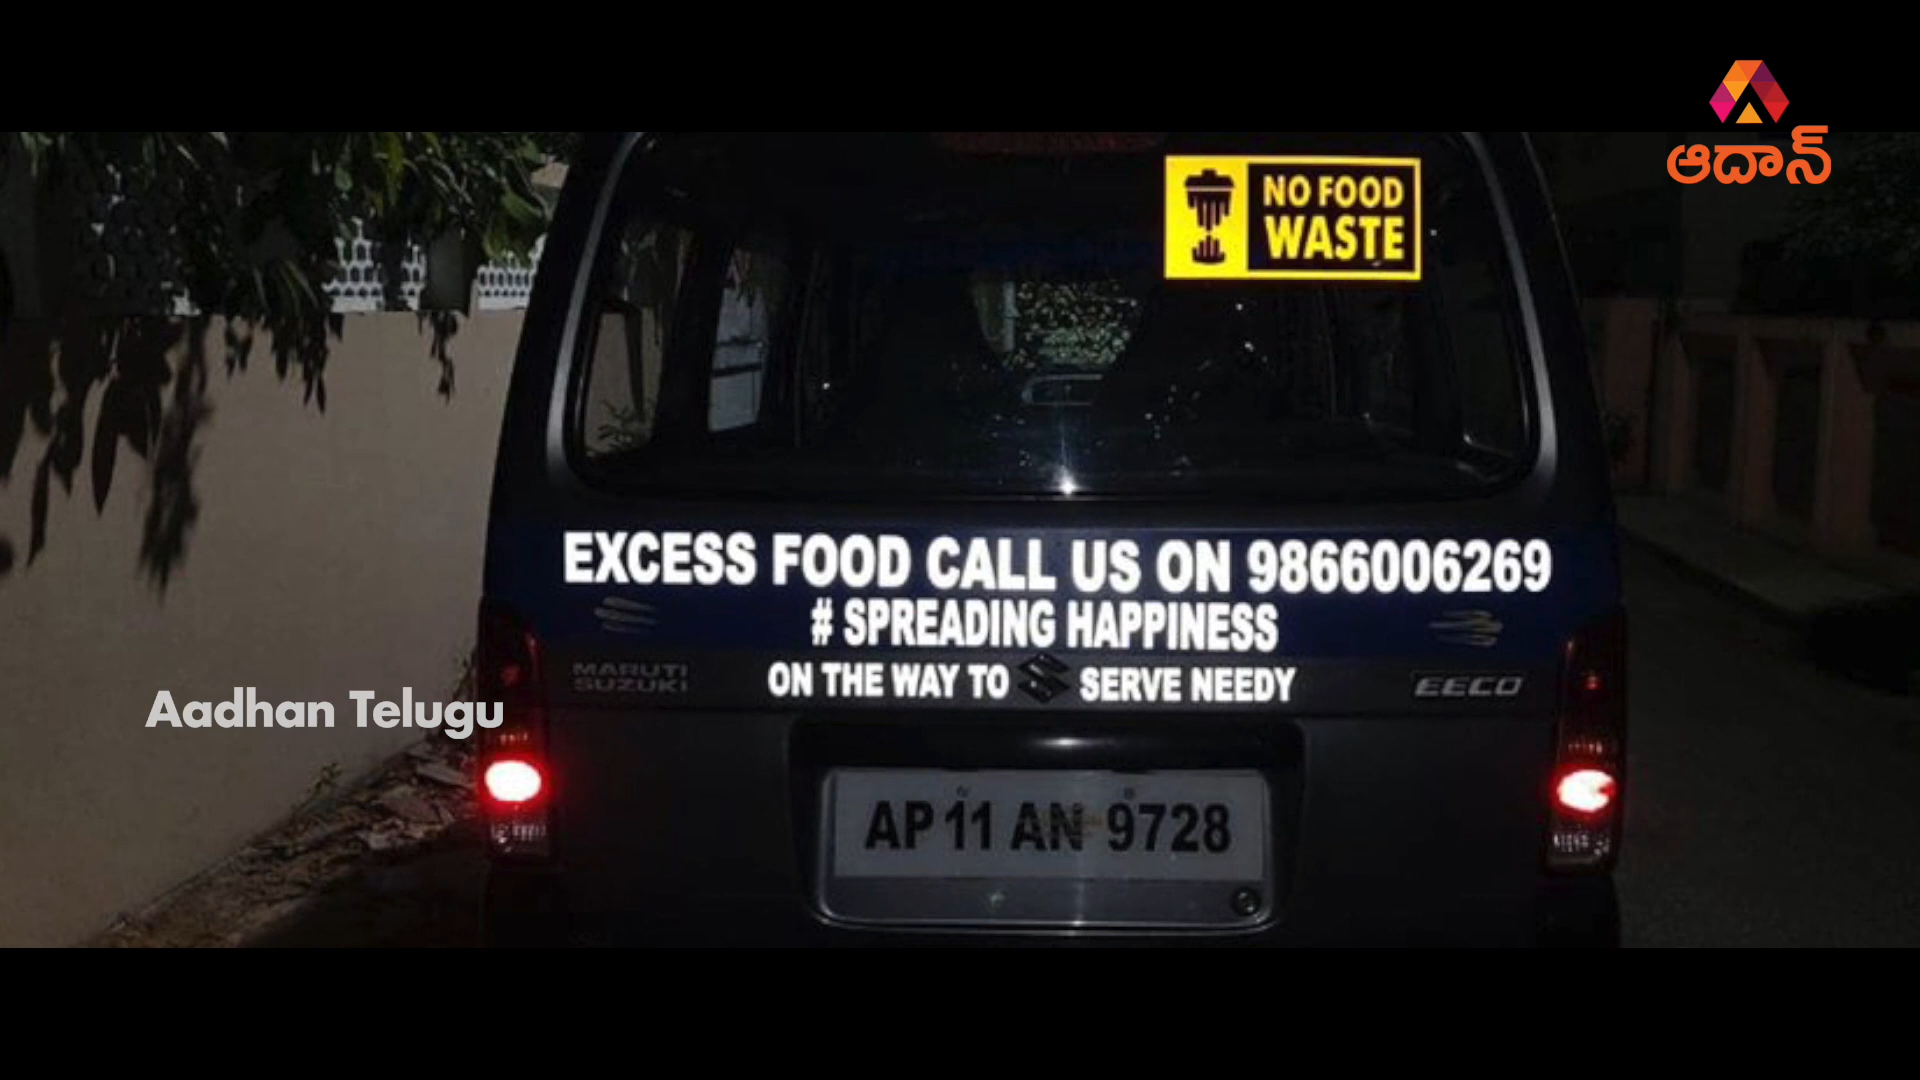 ఆదాన్
NO FOOD
WASTE
EXCESS FOOD CALL US ON 9866006269
# SPREADING HAPPINESS
ON THE WAY TO SERVE NEEDY
MARUTI
SUZUKI
EECO
Aadhan Telugu
AP 11 AN 9728